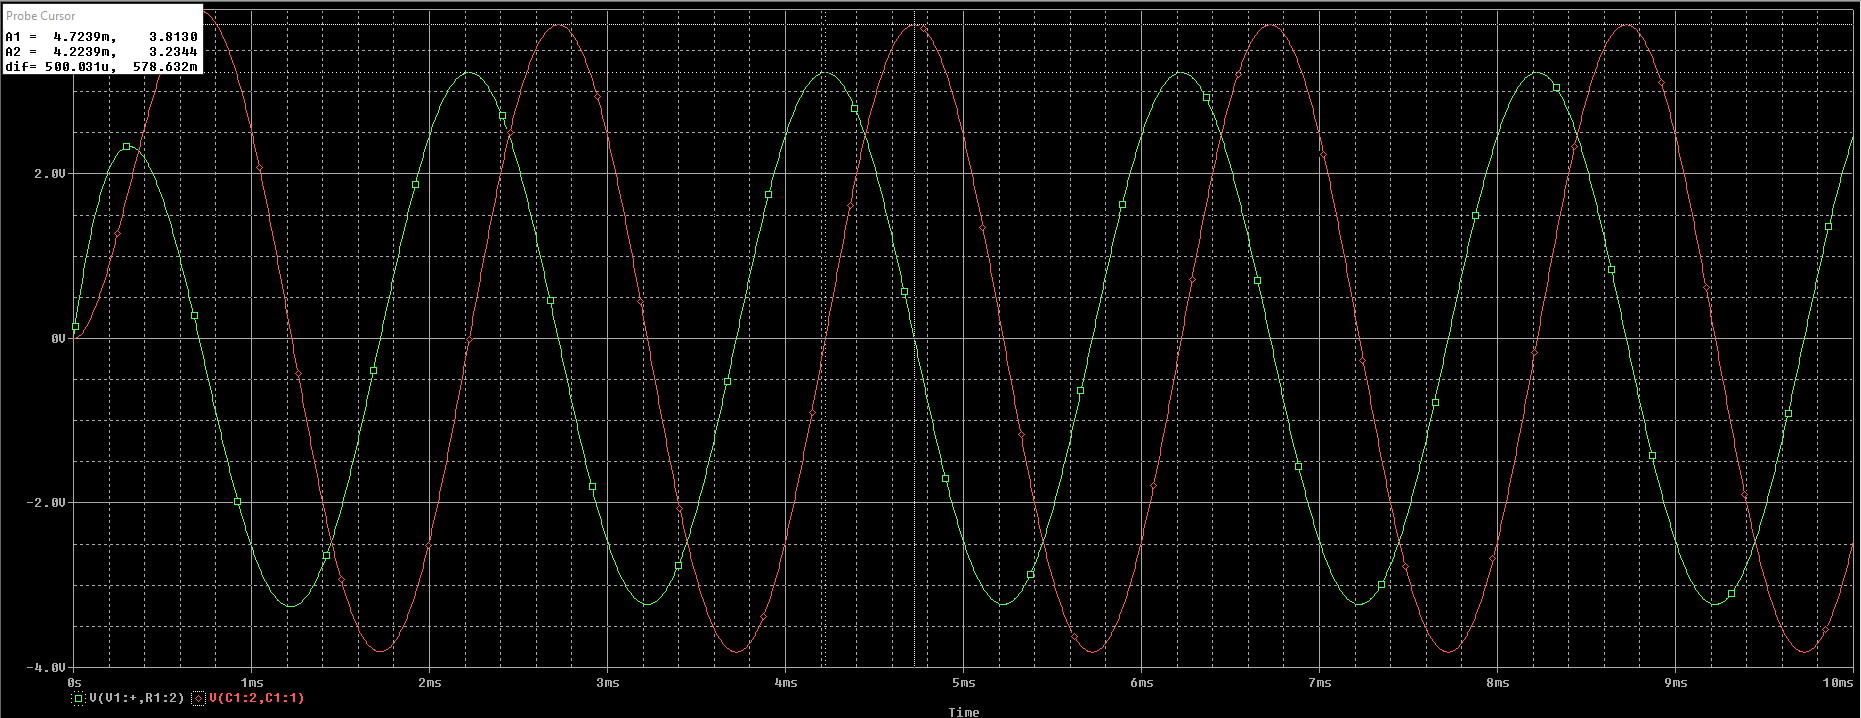 Probe Cursor
A1 = 4.7239m, 3.8130
A2 = 4.2239m, 3.2344
dif= 500.031u, 578.632m
2.0V
0V
-2.0V
-4.0V
0s 1ms 2ms 3ms 4ms 5ms 6ms 7ms 8ms 9ms 10ms
V(V1:+,R1:2) V(C1:2,C1:1)
Time